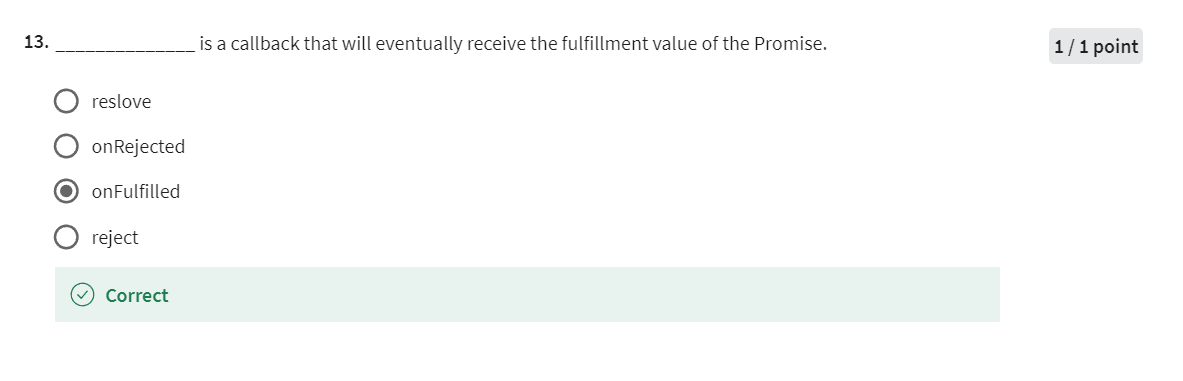 13. ______________ is a callback that will eventually receive the fulfillment value of the Promise.
1 / 1 point
reslove
onRejected
onFulfilled
reject
Correct